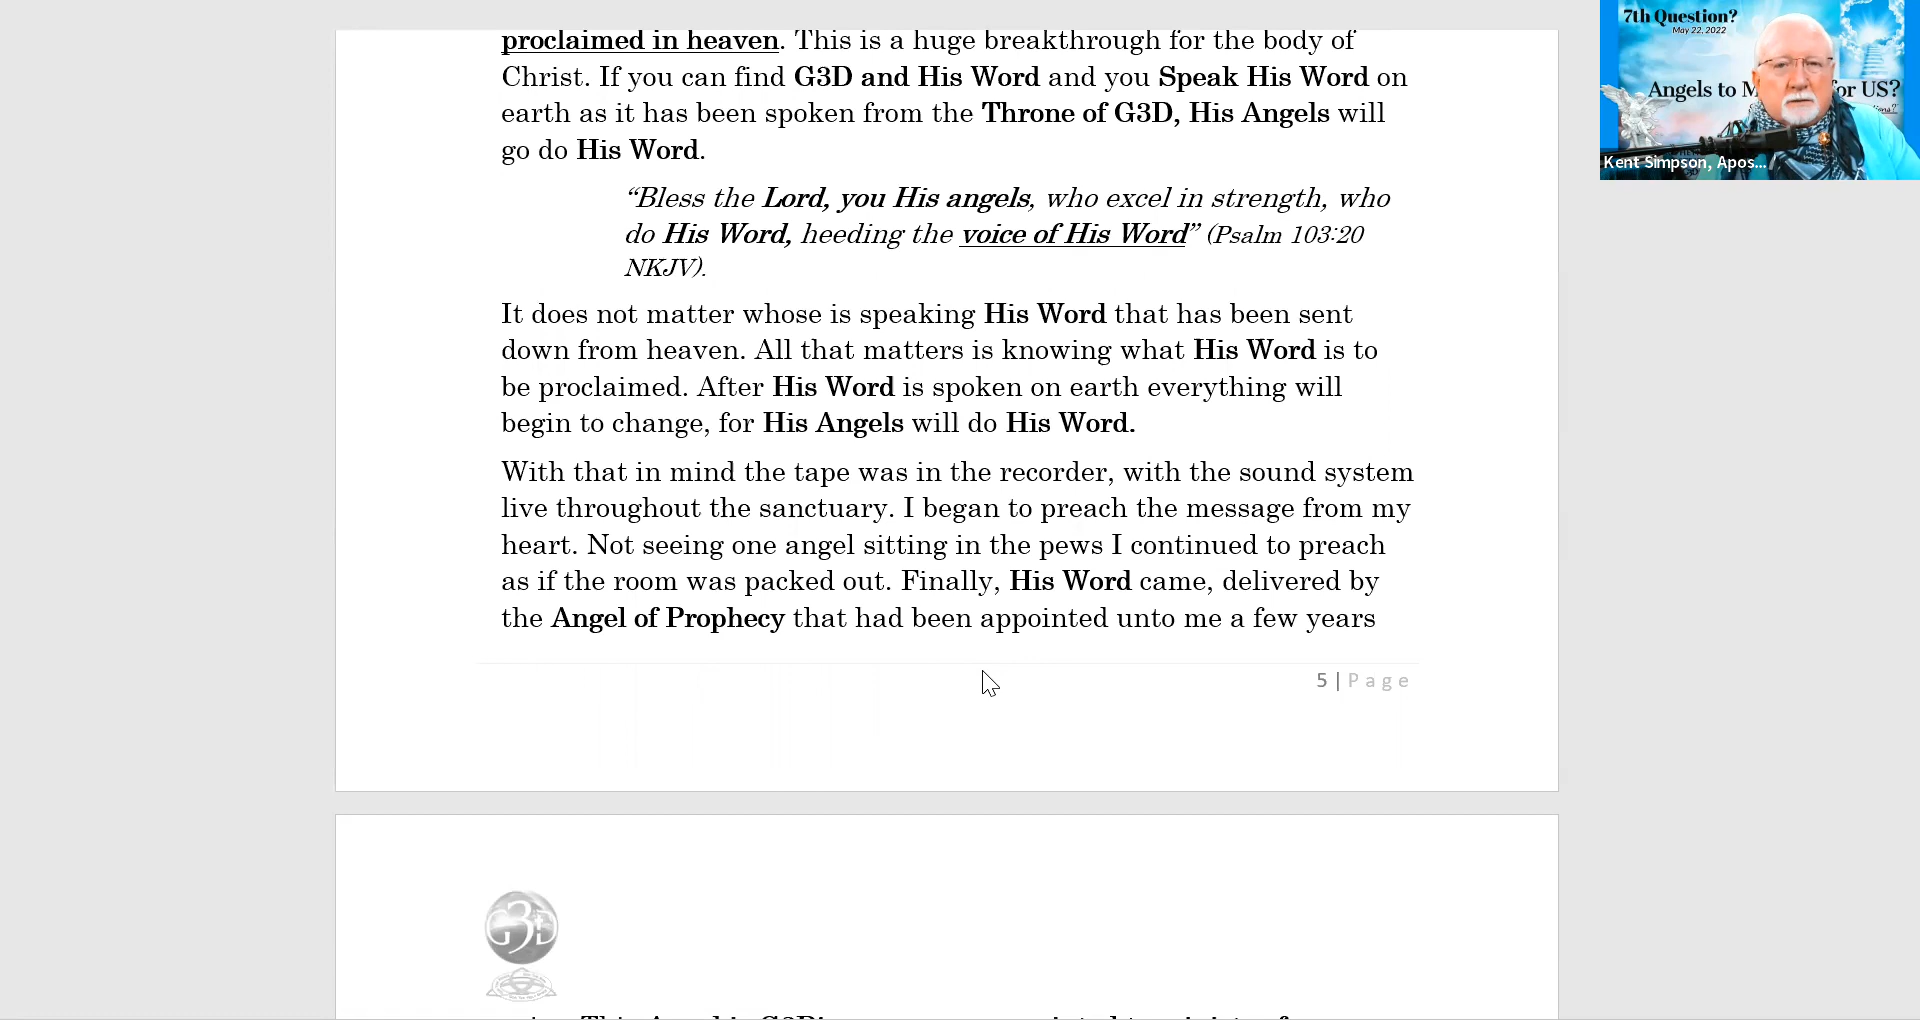 proclaimed in heaven. This is a huge breakthrough for the body of
Christ. If you can find G3D and His Word and you Speak His Word on
earth as it has been spoken from the Throne of G3D, His Angels will
go do His Word.
“Bless the Lord, you His angels, who excel in strength, who
do His Word, heeding the voice of His Word” (Psalm 103:20
NKJV).
It does not matter whose is speaking His Word that has been sent
down from heaven. All that matters is knowing what His Word is to
be proclaimed. After His Word is spoken on earth everything will
begin to change, for His Angels will do His Word.
With that in mind the tape was in the recorder, with the sound system
live throughout the sanctuary. I began to preach the message from my
heart. Not seeing one angel sitting in the pews I continued to preach
as if the room was packed out. Finally, His Word came, delivered by
the Angel of Prophecy that had been appointed unto me a few years
5 | Page
G3D
7th Question?
May 22, 2022
Angels to for US?
Kent Simpson, Apos...